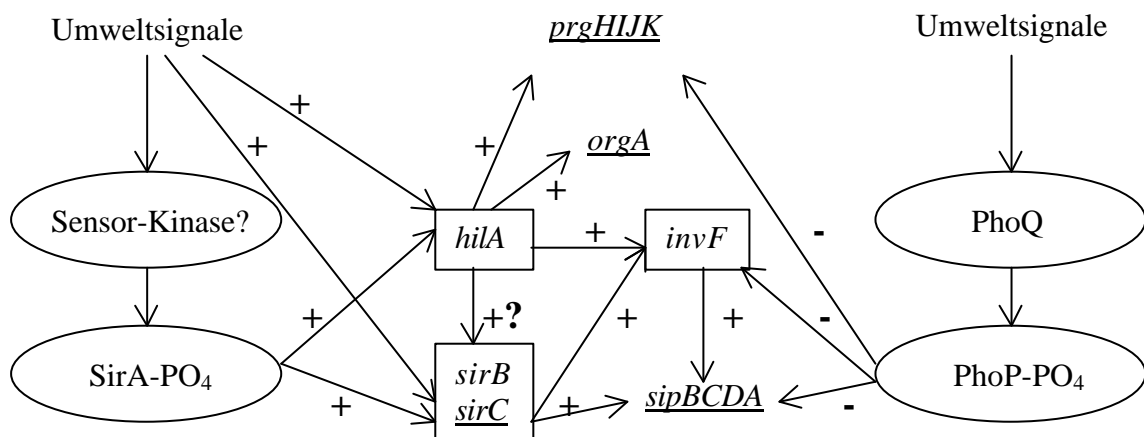 Umweltsignale
prgHIJK
Umweltsignale
+
+
+
orgA
+
Sensor-Kinase?
hilA
+
invF
-
PhoQ
+
+?
+
+
-
SirA-PO4
sirB
sirC
+
+
sipBCDA
-
PhoP-PO4